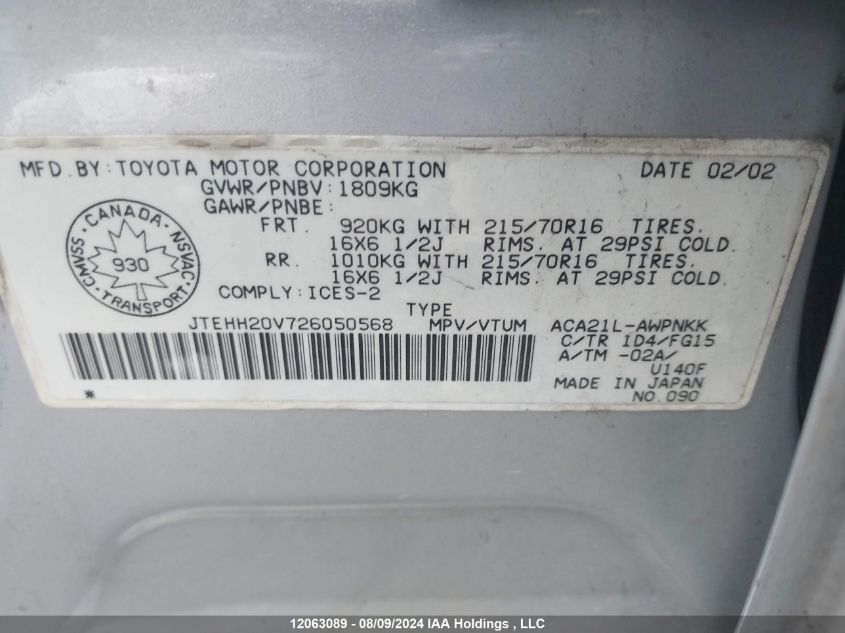 MFD.BY:TOYOTA MOTOR CORPORATION DATE 02/02
GVWR/PNBV:1809KG
GAWR/PNBE:
FRT. 920KG WITH 215/70R16 TIRES.
16X6 1/2J RIMS. AT 29PSI COLD.
RR. 1010KG WITH 215/70R16 TIRES.
16X6 1/2J RIMS. AT 29PSI COLD.
CANADA
CMVSS 930 NSVAC
TRANSPORT
COMPLY:ICES-2
TYPE
JTEHH20V726050568 MPV/VTUM ACA21L-AWPNKK
C/TR 1D4/FG15
A/TM -02A/
U140F
MADE IN JAPAN
NO.090
*
12063089 - 08/09/2024 IAA Holdings , LLC